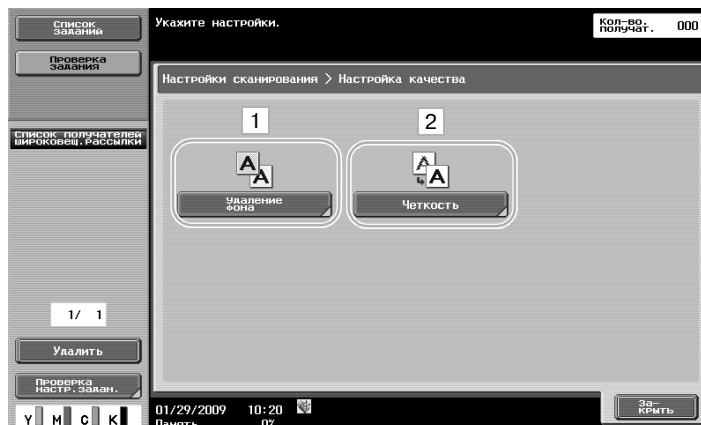 Список
заданий
Проверка
задания
Список получателей
широковещ.рассылки
1/ 1
Удалить
Проверка
настр.задан.
Y M C K
Укажите настройки.
Кол-во.
получат. 000
Настройки сканирования > Настройка качества
1
2
A
A
A
A
Удаление
фона
Четкость
01/29/2009 10:20
Память 0%
За-
крыть